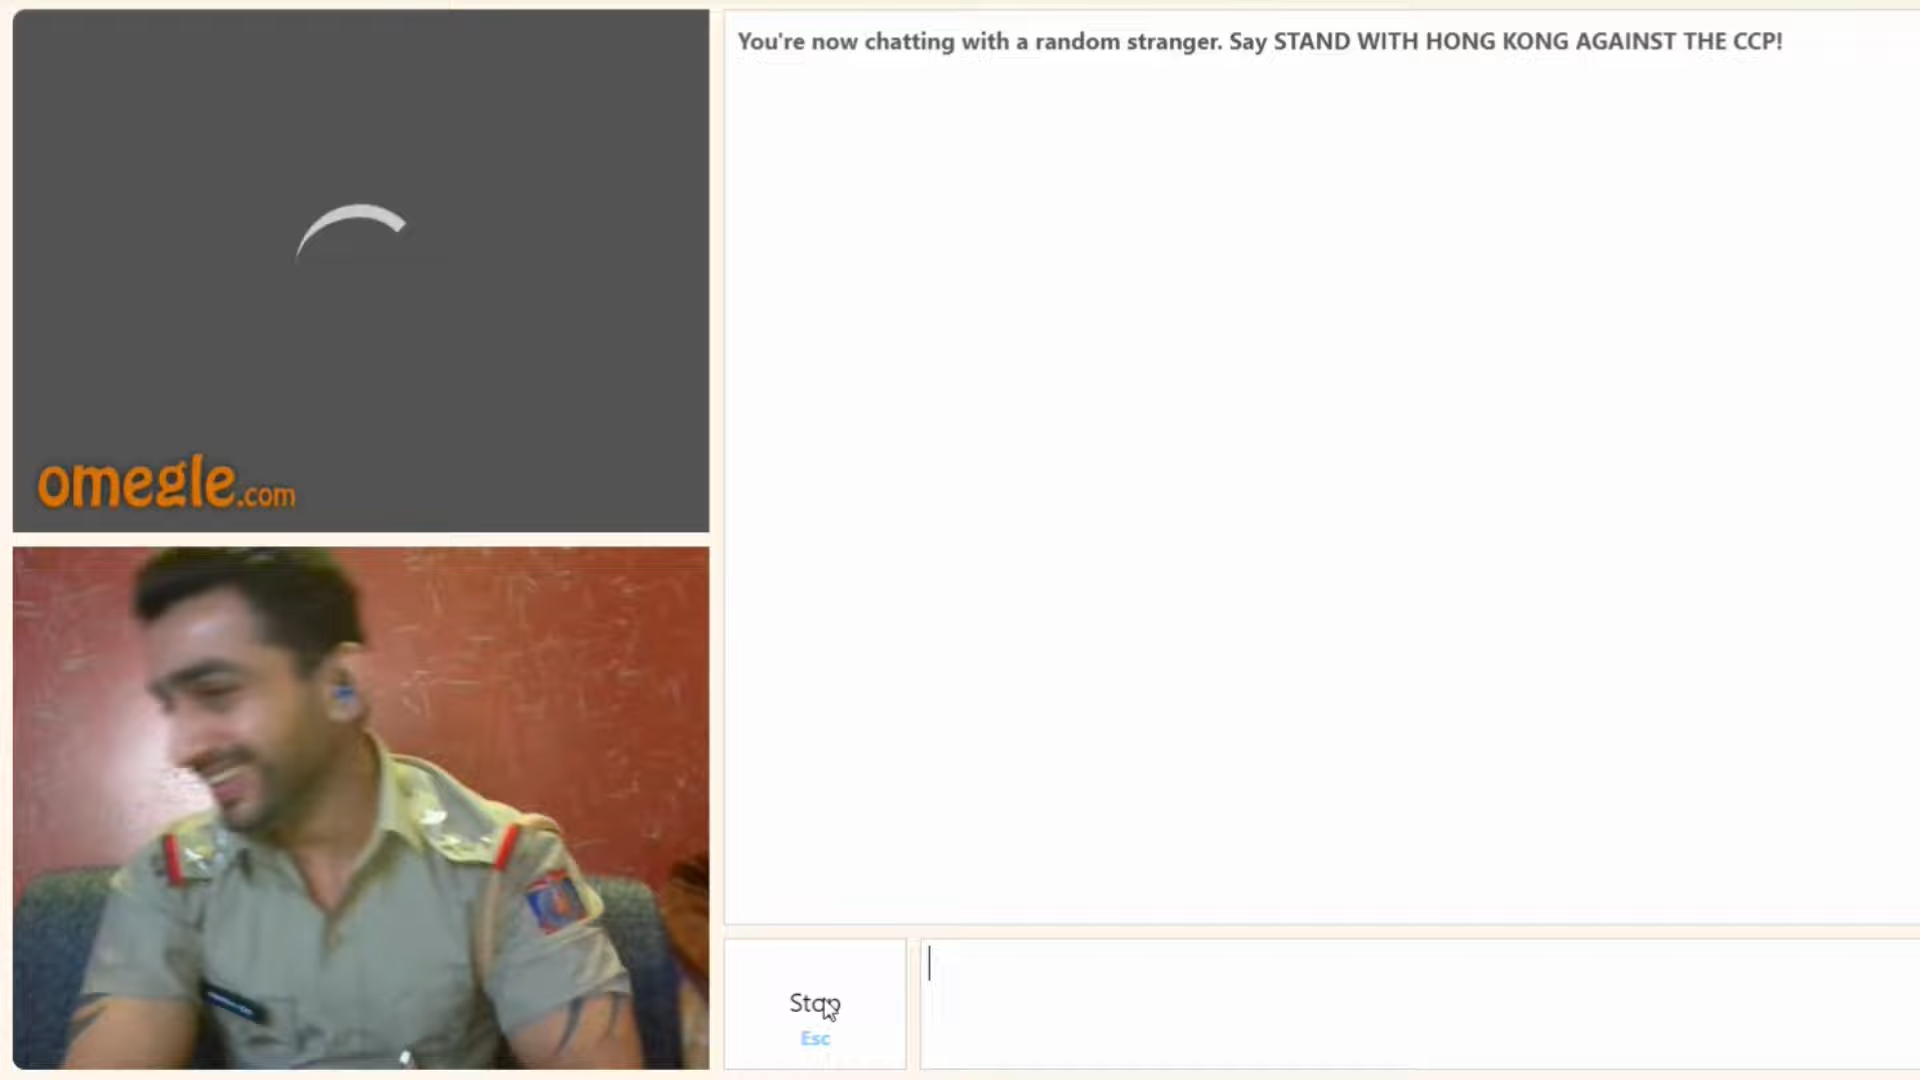 You're now chatting with a random stranger. Say STAND WITH HONG KONG AGAINST THE CCP!
omegle.com
Stop
Esc